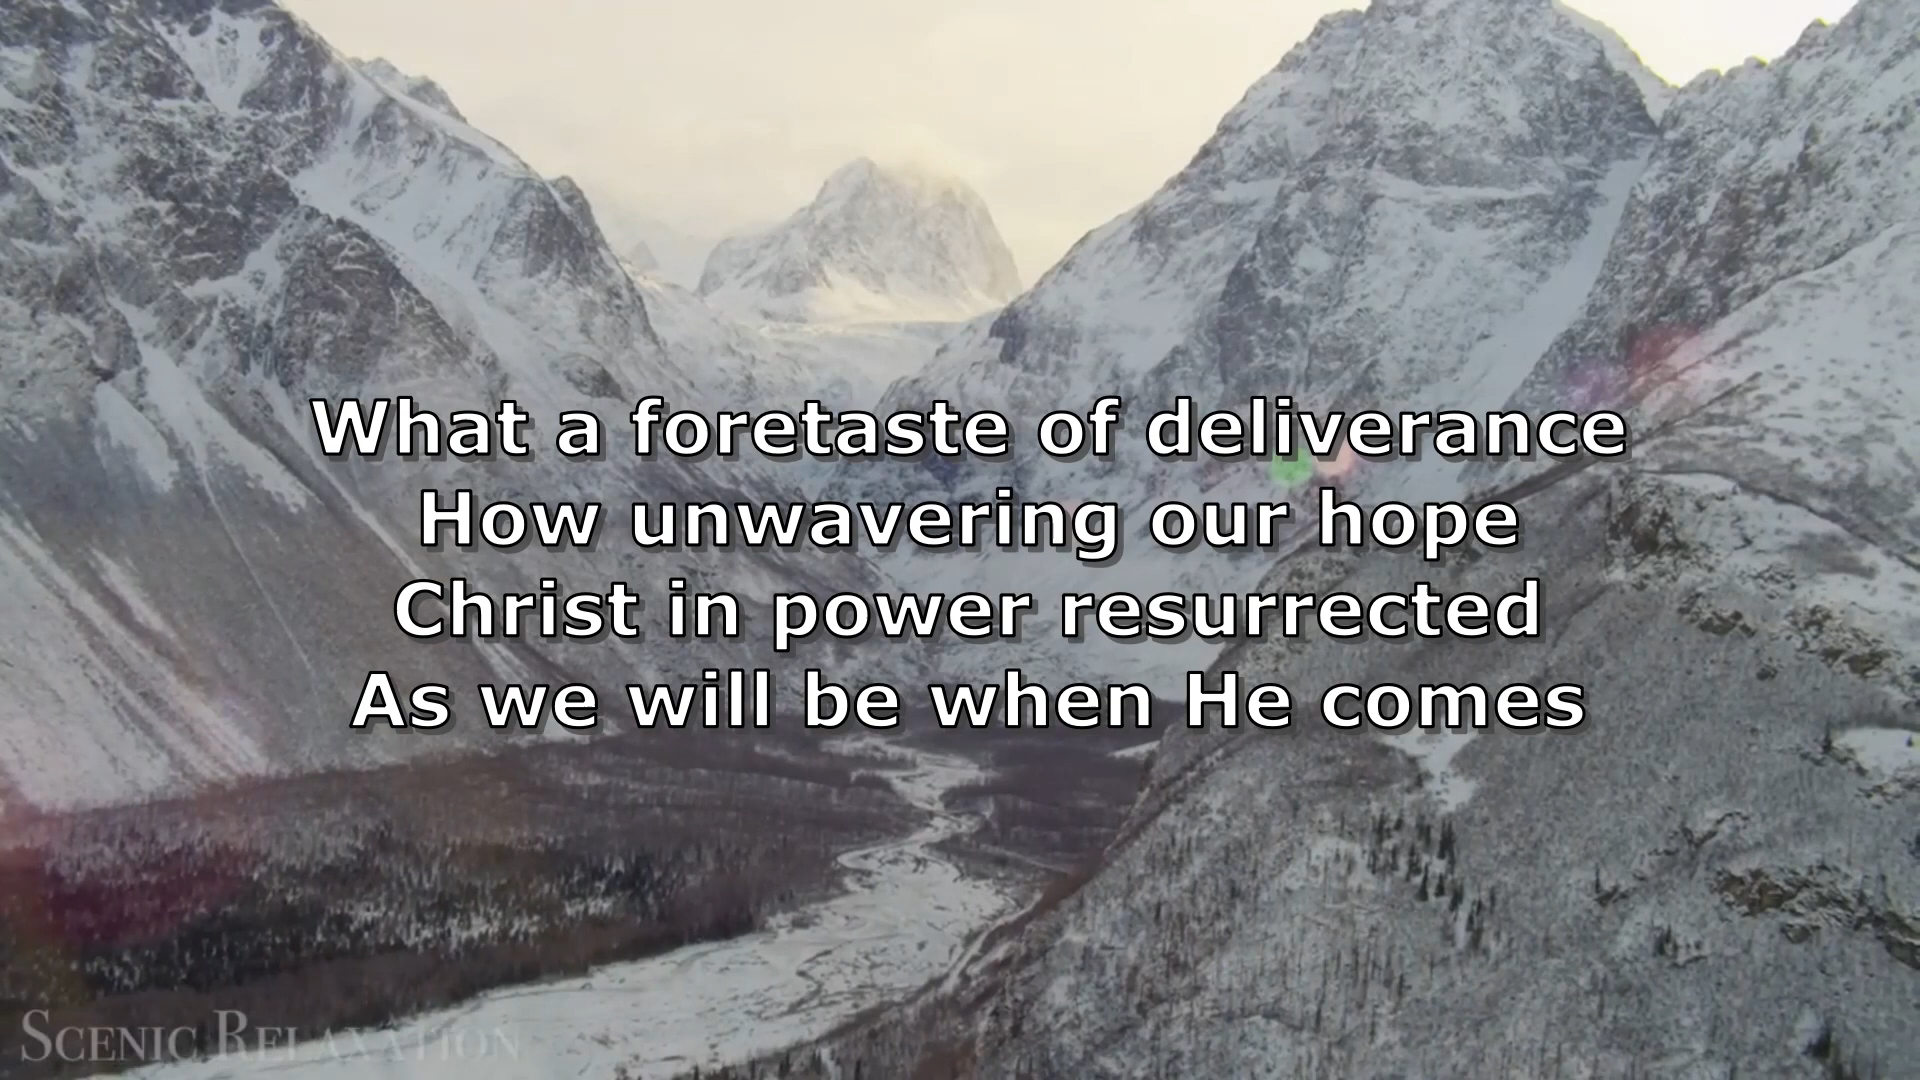 What a foretaste of deliverance
How unwavering our hope
Christ in power resurrected
As we will be when He comes
SCENIC RELAXATION